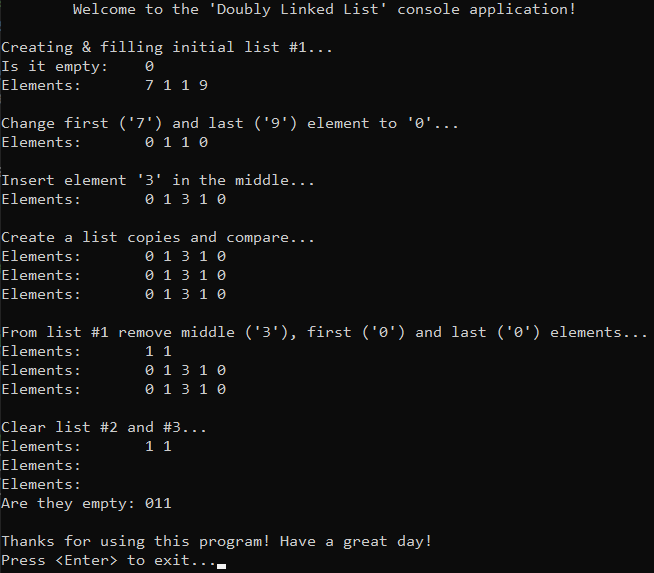 Welcome to the 'Doubly Linked List' console application!
Creating & filling initial list #1...
Is it empty: 0
Elements: 7 1 1 9
Change first ('7') and last ('9') element to '0'...
Elements: 0 1 1 0
Insert element '3' in the middle...
Elements: 0 1 3 1 0
Create a list copies and compare...
Elements: 0 1 3 1 0
Elements: 0 1 3 1 0
Elements: 0 1 3 1 0
From list #1 remove middle ('3'), first ('0') and last ('0') elements...
Elements: 1 1
Elements: 0 1 3 1 0
Elements: 0 1 3 1 0
Clear list #2 and #3...
Elements: 1 1
Elements:
Elements:
Are they empty: 011
Thanks for using this program! Have a great day!
Press <Enter> to exit...